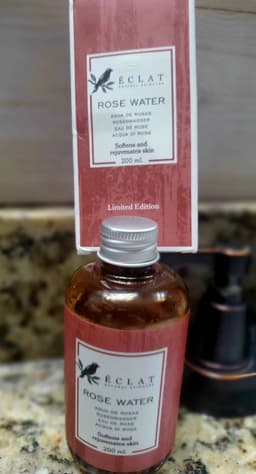 ÉCLAT
NATURAL SKINCARE
ROSE WATER
AGUA DE ROSAS
ROSENWASSER
EAU DE ROSE
ACQUA DI ROSA
Softens and
rejuvenates skin
200 mL
Limited Edition
ÉCLAT
NATURAL SKINCARE
ROSE WATER
AGUA DE ROSAS
ROSENWASSER
EAU DE ROSE
ACQUA DI ROSA
Softens and
rejuvenates skin
200 mL